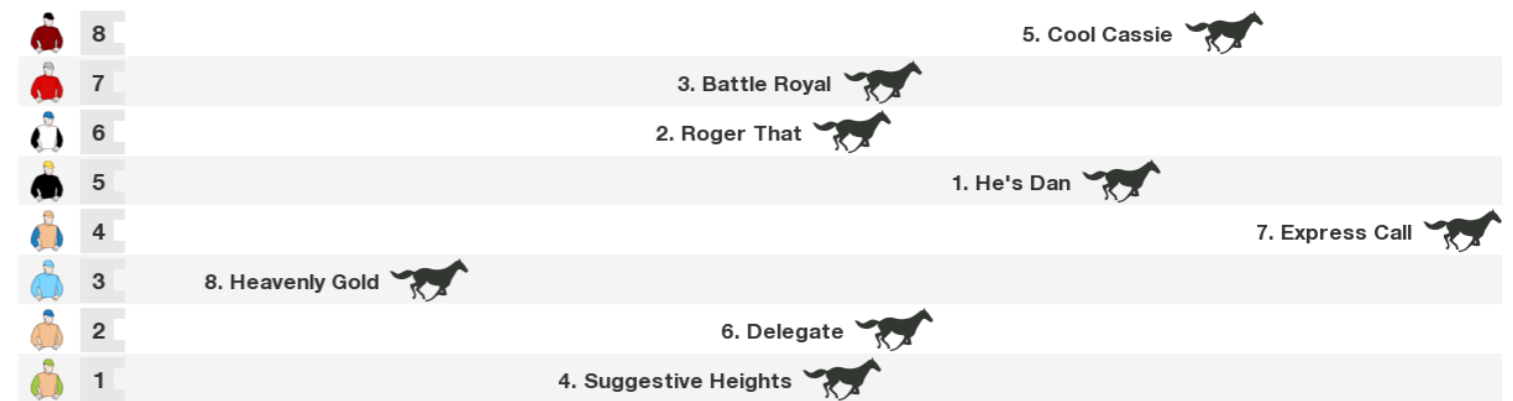 8 5. Cool Cassie
7 3. Battle Royal
6 2. Roger That
5 1. He's Dan
4 7. Express Call
3 8. Heavenly Gold
2 6. Delegate
1 4. Suggestive Heights